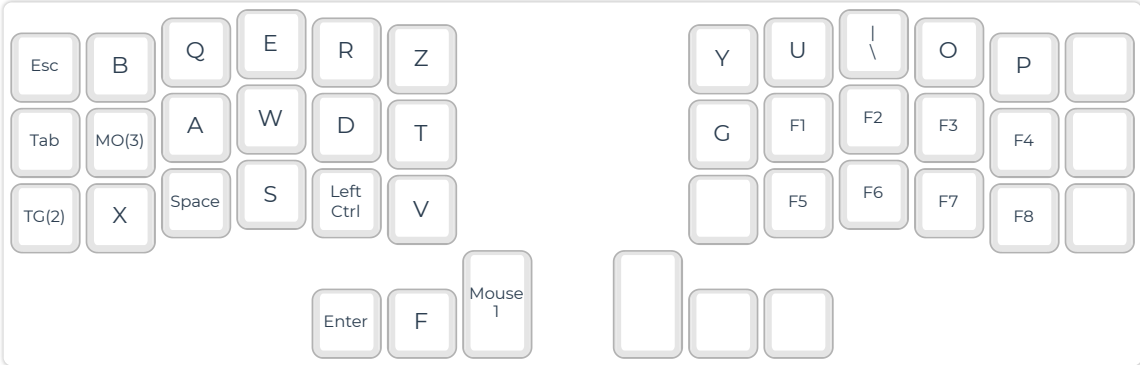 Esc B Q E R Z Y U | O P
\
Tab MO(3) A W D T G F1 F2 F3 F4
TG(2) X Space S Left V F5 F6 F7 F8
Ctrl
Enter F Mouse
1